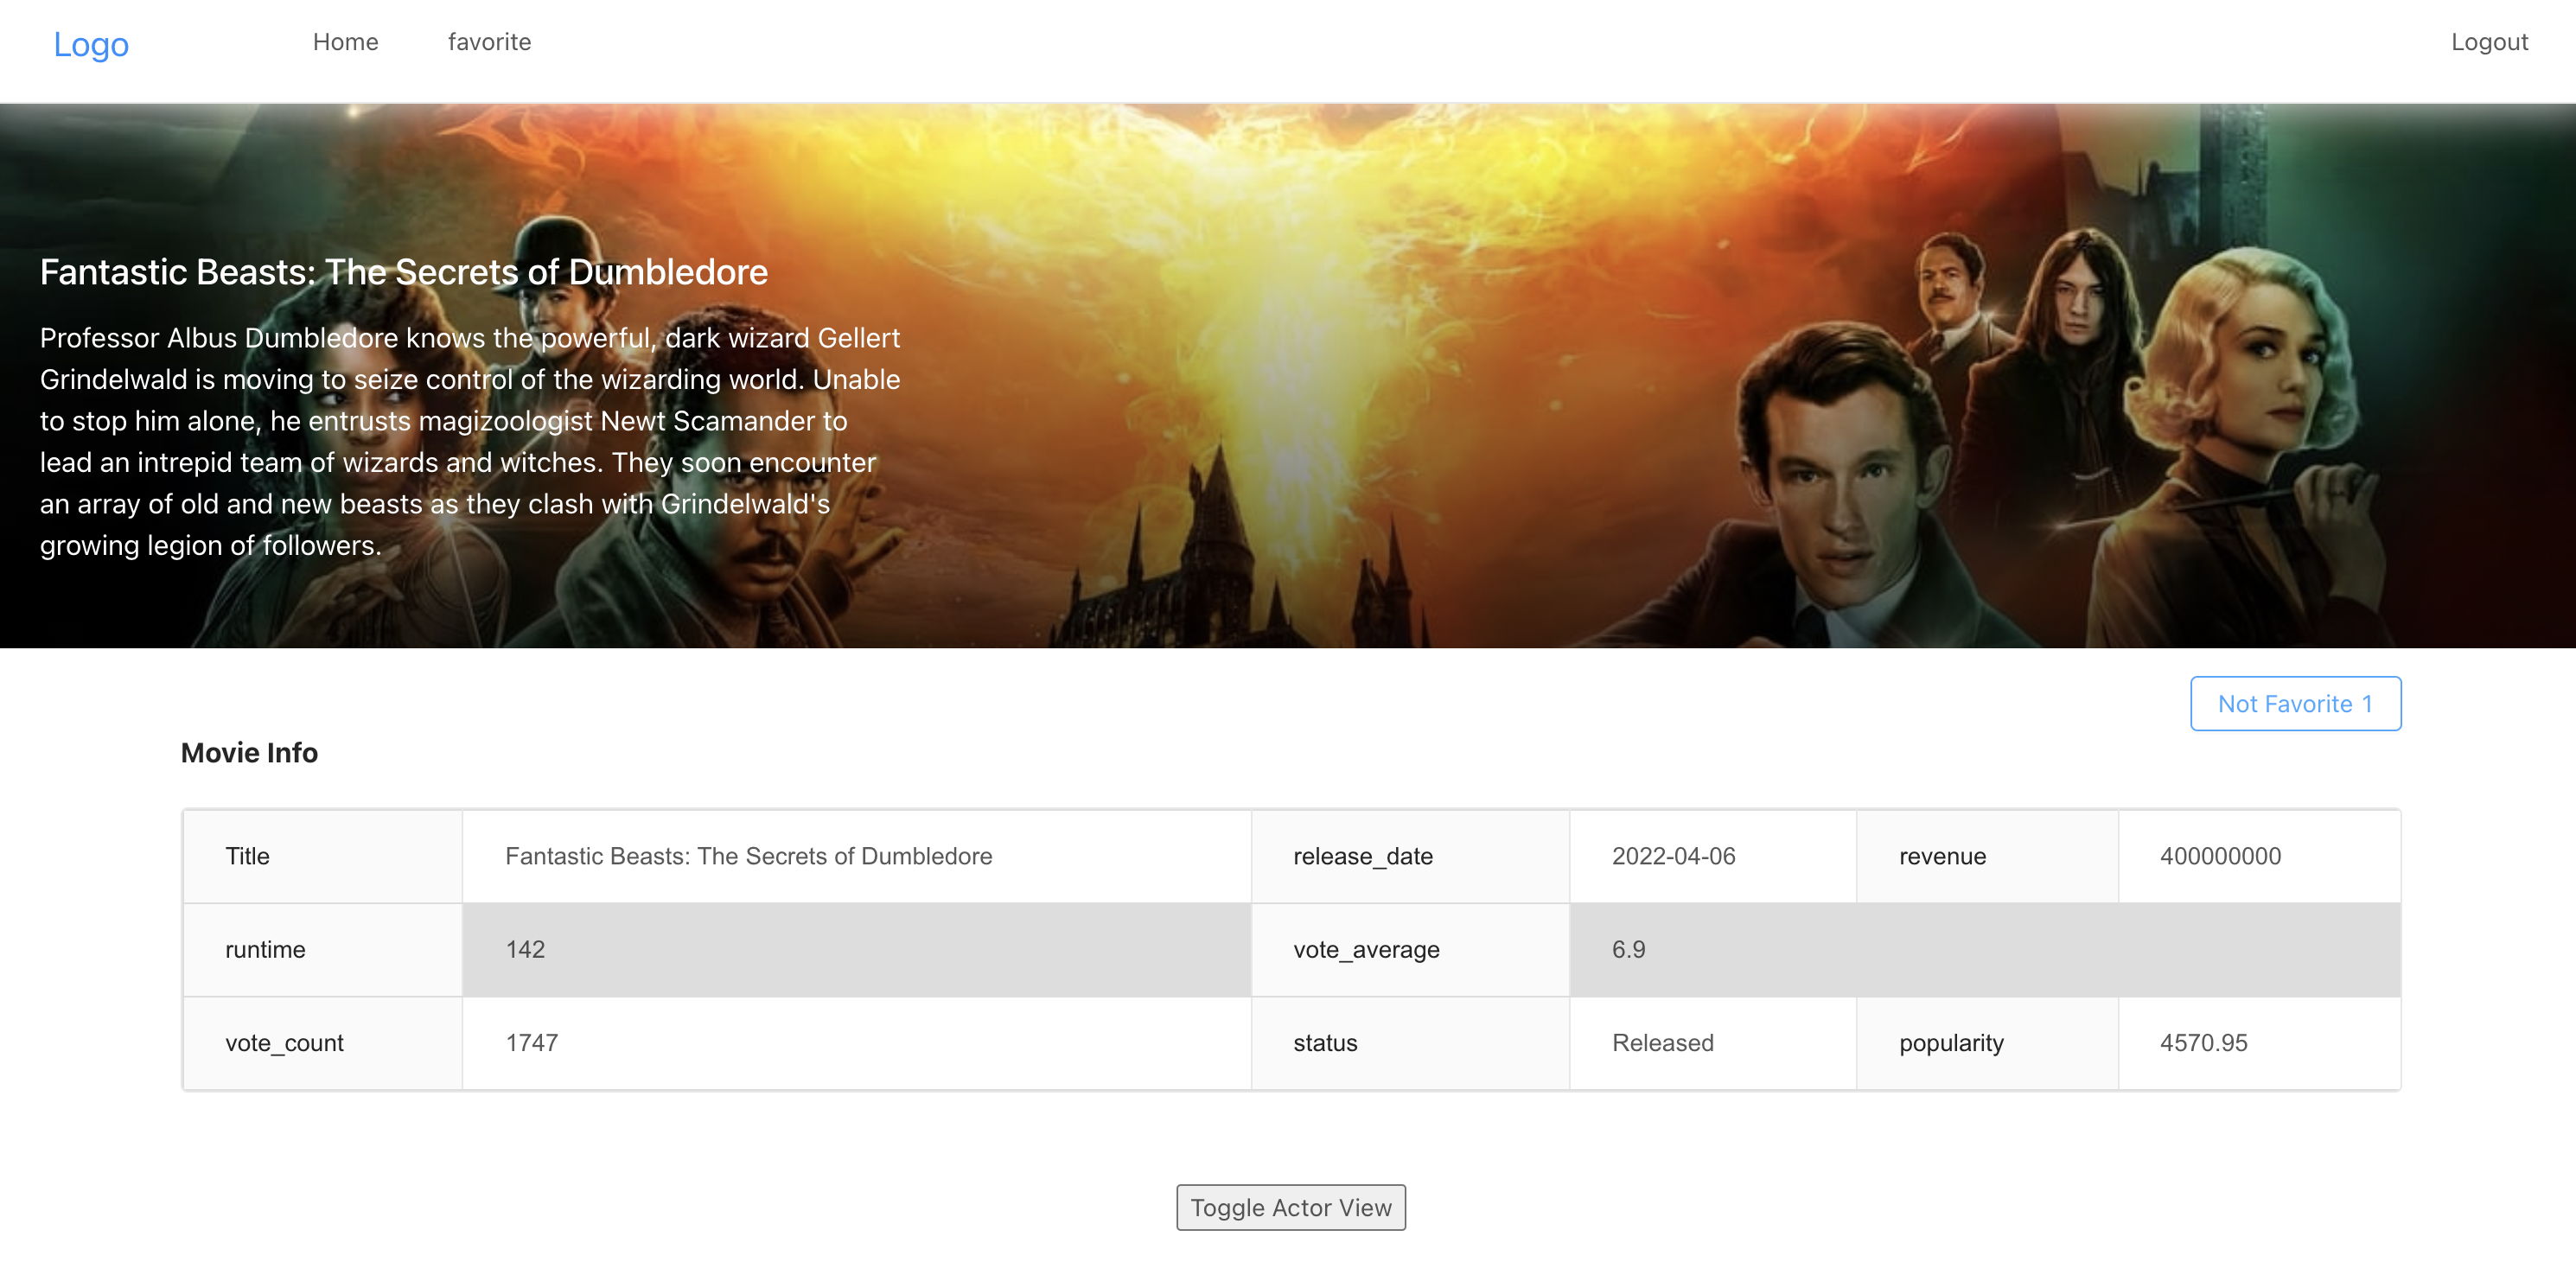 Logo Home favorite Logout
Fantastic Beasts: The Secrets of Dumbledore
Professor Albus Dumbledore knows the powerful, dark wizard Gellert
Grindelwald is moving to seize control of the wizarding world. Unable
to stop him alone, he entrusts magizoologist Newt Scamander to
lead an intrepid team of wizards and witches. They soon encounter
an array of old and new beasts as they clash with Grindelwald's
growing legion of followers.
Not Favorite 1
Movie Info
Title Fantastic Beasts: The Secrets of Dumbledore release_date 2022-04-06 revenue 400000000
runtime 142 vote_average 6.9
vote_count 1747 status Released popularity 4570.95
Toggle Actor View